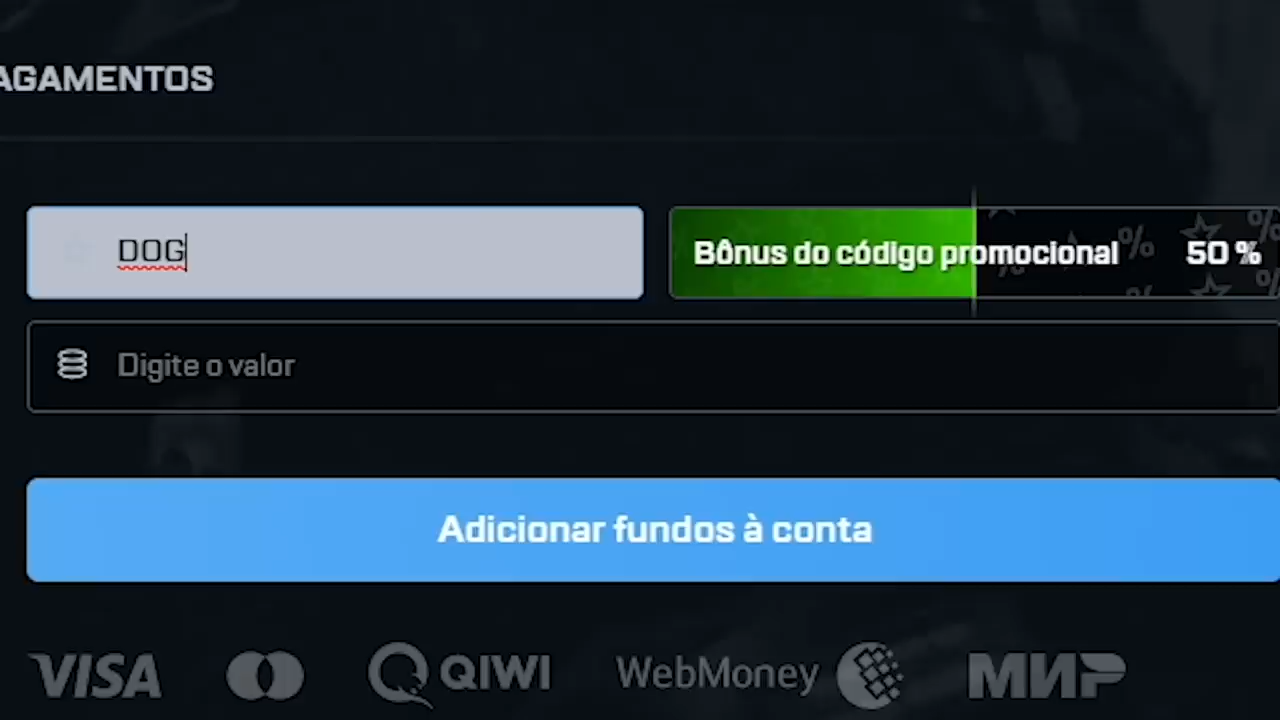 AGAMENTOS
DOG
Bônus do código promocional 50 %
Digite o valor
Adicionar fundos à conta
VISA QIWI WebMoney МИР